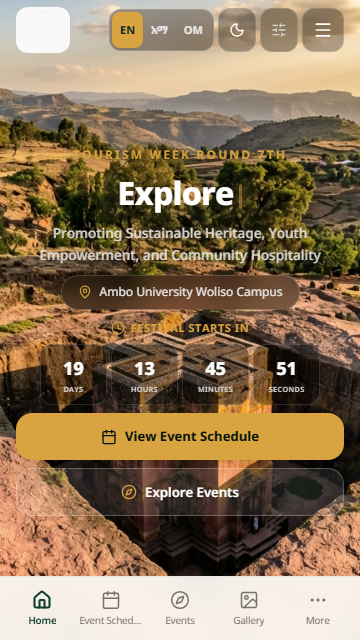 EN አማ OM
TOURISM WEEK ROUND 7TH
Explore
Promoting Sustainable Heritage, Youth
Empowerment, and Community Hospitality
Ambo University Woliso Campus
FESTIVAL STARTS IN
19 13 45 51
DAYS HOURS MINUTES SECONDS
View Event Schedule
Explore Events
Home Event Sched... Events Gallery More